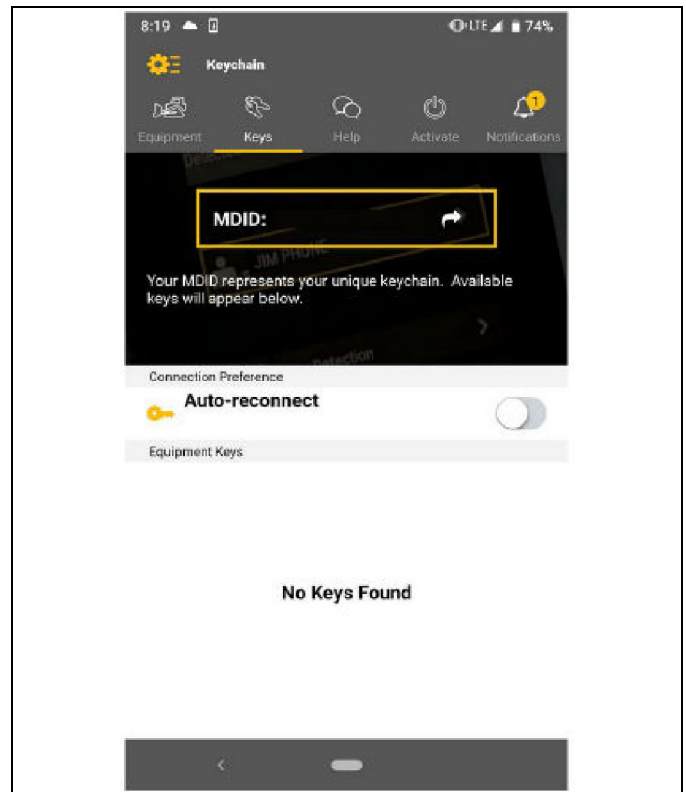 8:19 LTE 74%
Keychain
1
Equipment Keys Help Activate Notifications
MDID:
JIM PHONE
Your MDID represents your unique keychain. Available
keys will appear below.
Detection
Connection Preference
Auto-reconnect
Equipment Keys
No Keys Found